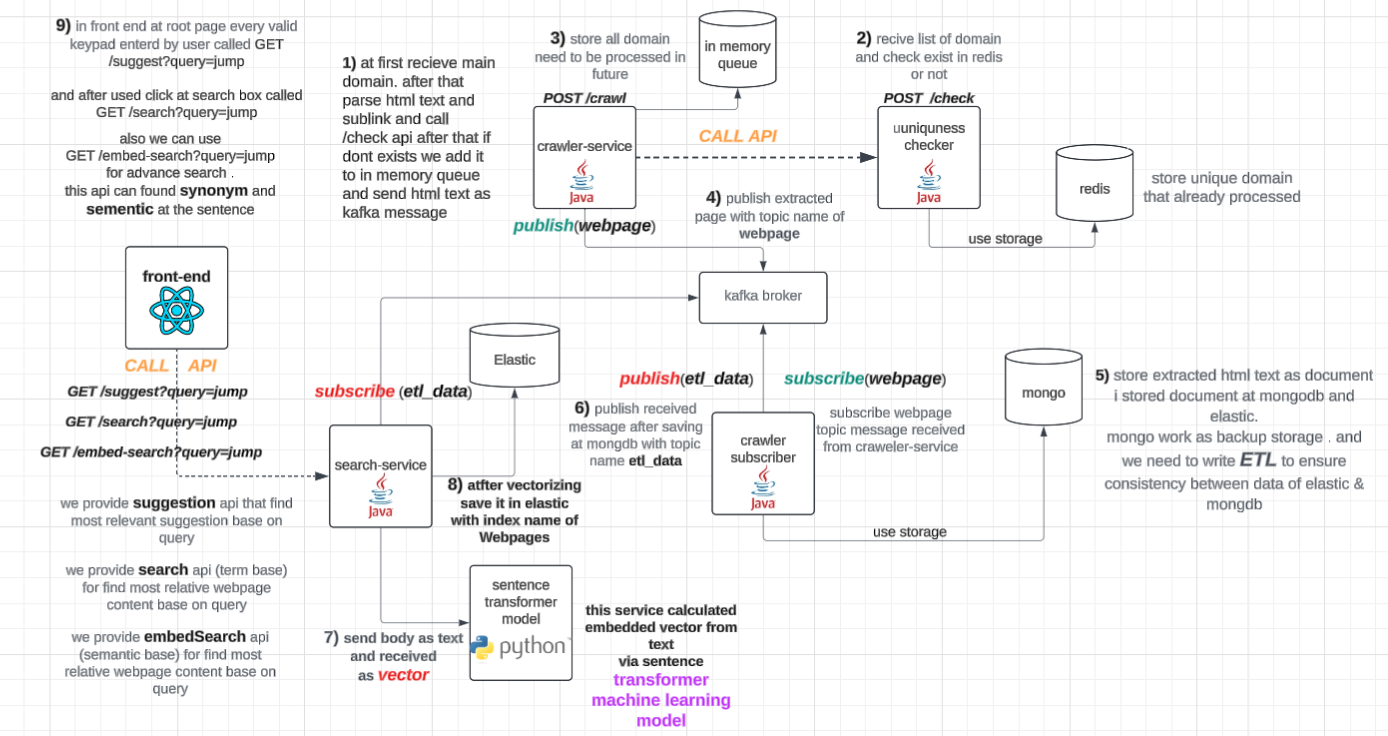 9) in front end at root page every valid
keypad enterd by user called GET
/suggest?query=jump
and after used click at search box called
GET /search?query=jump
also we can use
GET /embed-search?query=jump
for advance search .
this api can found synonym and
sementic at the sentence
1) at first recieve main
domain. after that
parse html text and
sublink and call
/check api after that if
dont exists we add it
to in memory queue
and send html text as
kafka message
3) store all domain
need to be processed in
future
in memory
queue
2) recive list of domain
and check exist in redis
or not
POST /crawl
crawler-service
Java
CALL API
POST /check
uuniquness
checker
Java
redis
store unique domain
that already processed
use storage
publish(webpage)
4) publish extracted
page with topic name of
webpage
kafka broker
front-end
CALL API
GET /suggest?query=jump
GET /search?query=jump
GET /embed-search?query=jump
we provide suggestion api that find
most relevant suggestion base on
query
we provide search api (term base)
for find most relative webpage
content base on query
we provide embedSearch api
(semantic base) for find most
relative webpage content base on
query
Elastic
subscribe (etl_data)
search-service
Java
8) atfter vectorizing
save it in elastic
with index name of
Webpages
publish(etl_data)
subscribe(webpage)
6) publish received
message after saving
at mongdb with topic
name etl_data
crawler
subscriber
Java
subscribe webpage
topic message received
from craweler-service
use storage
mongo
5) store extracted html text as document
i stored document at mongodb and
elastic.
mongo work as backup storage . and
we need to write ETL to ensure
consistency between data of elastic &
mongdb
7) send body as text
and received
as vector
sentence
transformer
model
python
this service calculated
embedded vector from
text
via sentence
transformer
machine learning
model